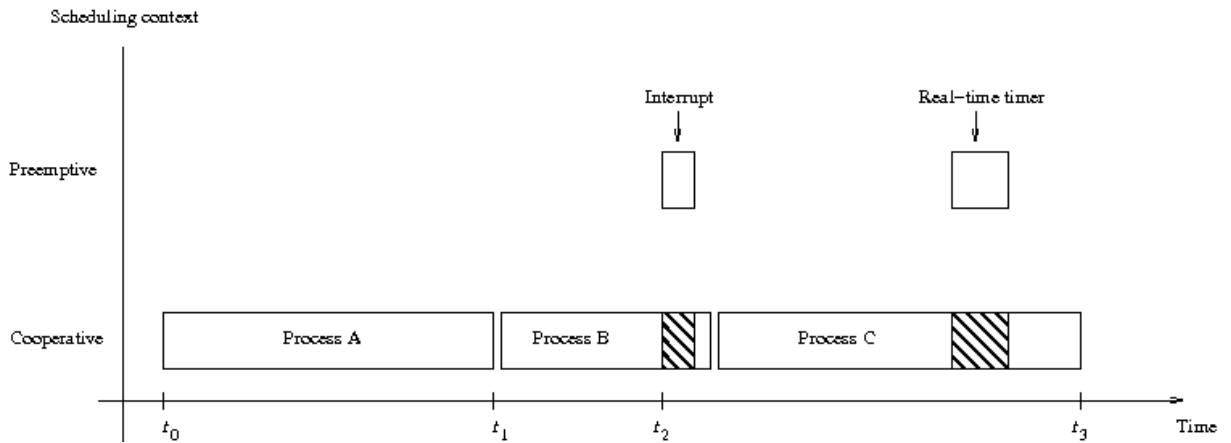 Scheduling context
Interrupt
Real-time timer
Preemptive
Cooperative
Process A
Process B
Process C
t0
t1
t2
t3
Time